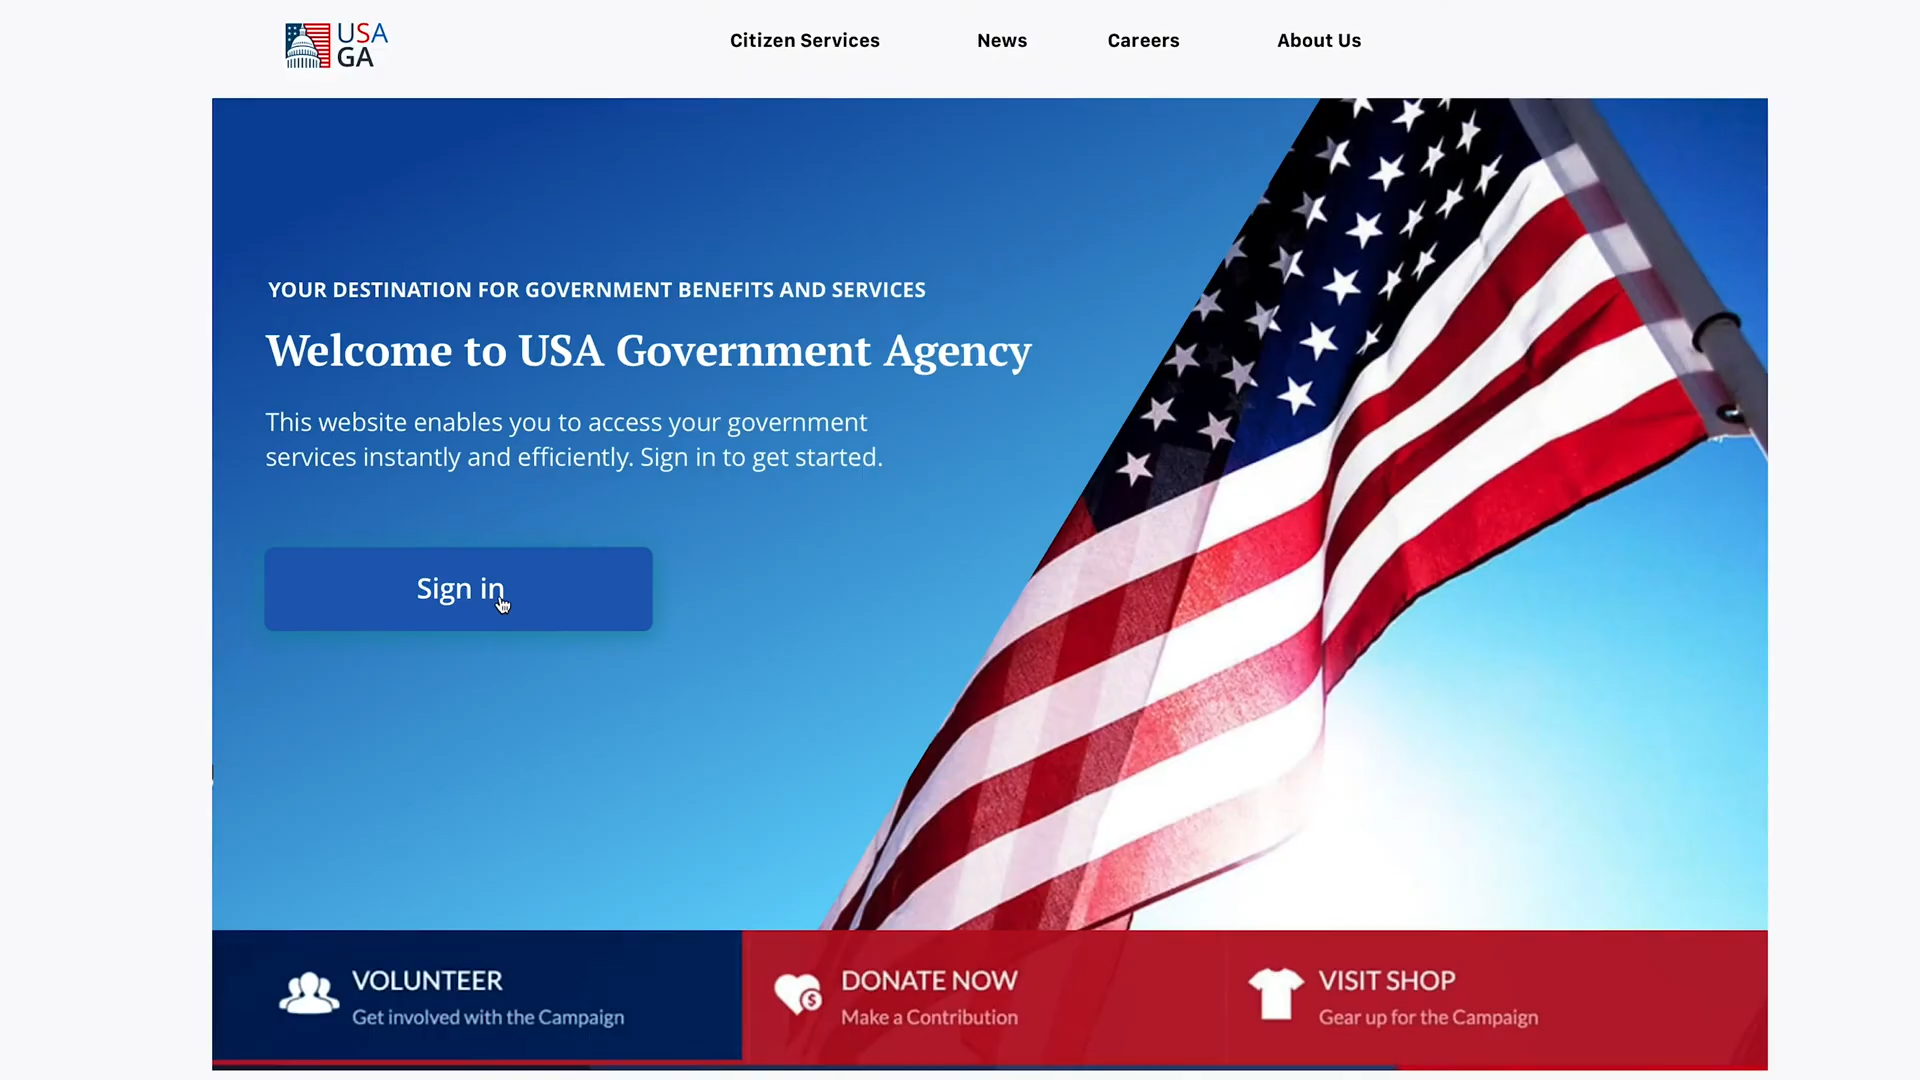 USA
GA
Citizen Services
News
Careers
About Us
YOUR DESTINATION FOR GOVERNMENT BENEFITS AND SERVICES
Welcome to USA Government Agency
This website enables you to access your government
services instantly and efficiently. Sign in to get started.
Sign in
VOLUNTEER
Get involved with the Campaign
DONATE NOW
Make a Contribution
VISIT SHOP
Gear up for the Campaign